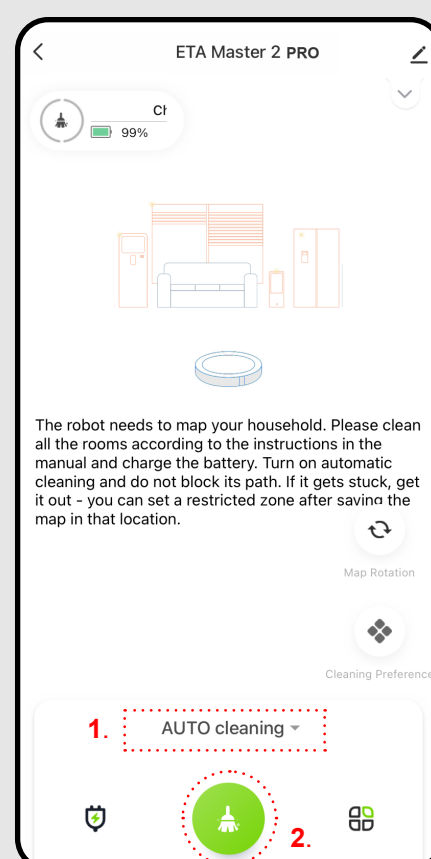 ETA Master 2 PRO
99%
The robot needs to map your household. Please clean
all the rooms according to the instructions in the
manual and charge the battery. Turn on automatic
cleaning and do not block its path. If it gets stuck, get
it out - you can set a restricted zone after saving the
map in that location.
Map Rotation
Cleaning Preference
1. AUTO cleaning
2.